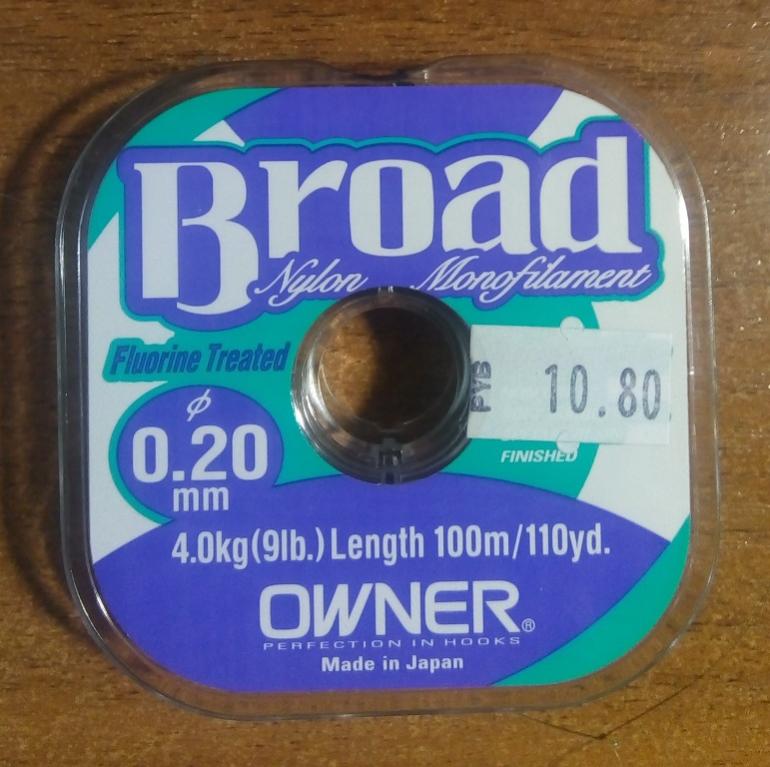 Broad
Nylon Monofilament
Fluorine Treated
РУБ 10.80
φ
0.20
mm
FINISHED
4.0kg(9lb.) Length 100m/110yd.
OWNER®
PERFECTION IN HOOKS
Made in Japan